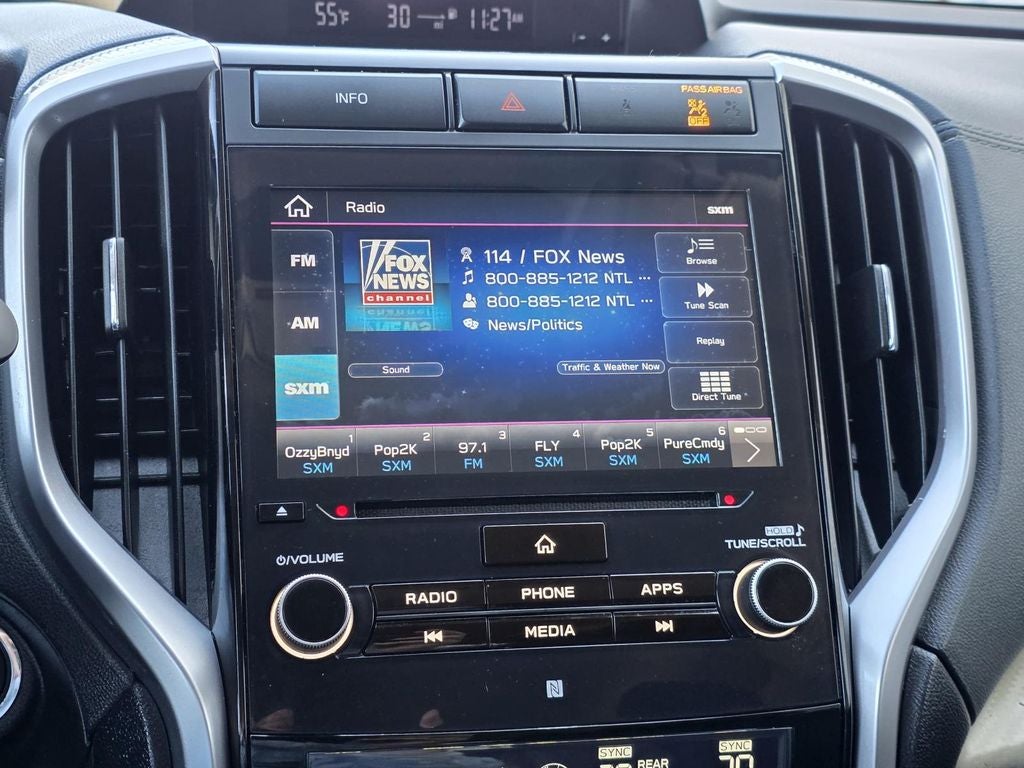 55°F 30 mi 11:27AM
- +
INFO
PASS AIR BAG
OFF
Radio
sxm
FM
AM
sxm
FOX
NEWS
channel
114 / FOX News
800-885-1212 NTL ...
800-885-1212 NTL ...
News/Politics
Sound
Traffic & Weather Now
Browse
Tune Scan
Replay
Direct Tune
1 OzzyBnyd SXM
2 Pop2K SXM
3 97.1 FM
4 FLY SXM
5 Pop2K SXM
6 PureCmdy SXM
VOLUME
HOLD
TUNE/SCROLL
RADIO
PHONE
APPS
MEDIA
N
SYNC
REAR
SYNC
70